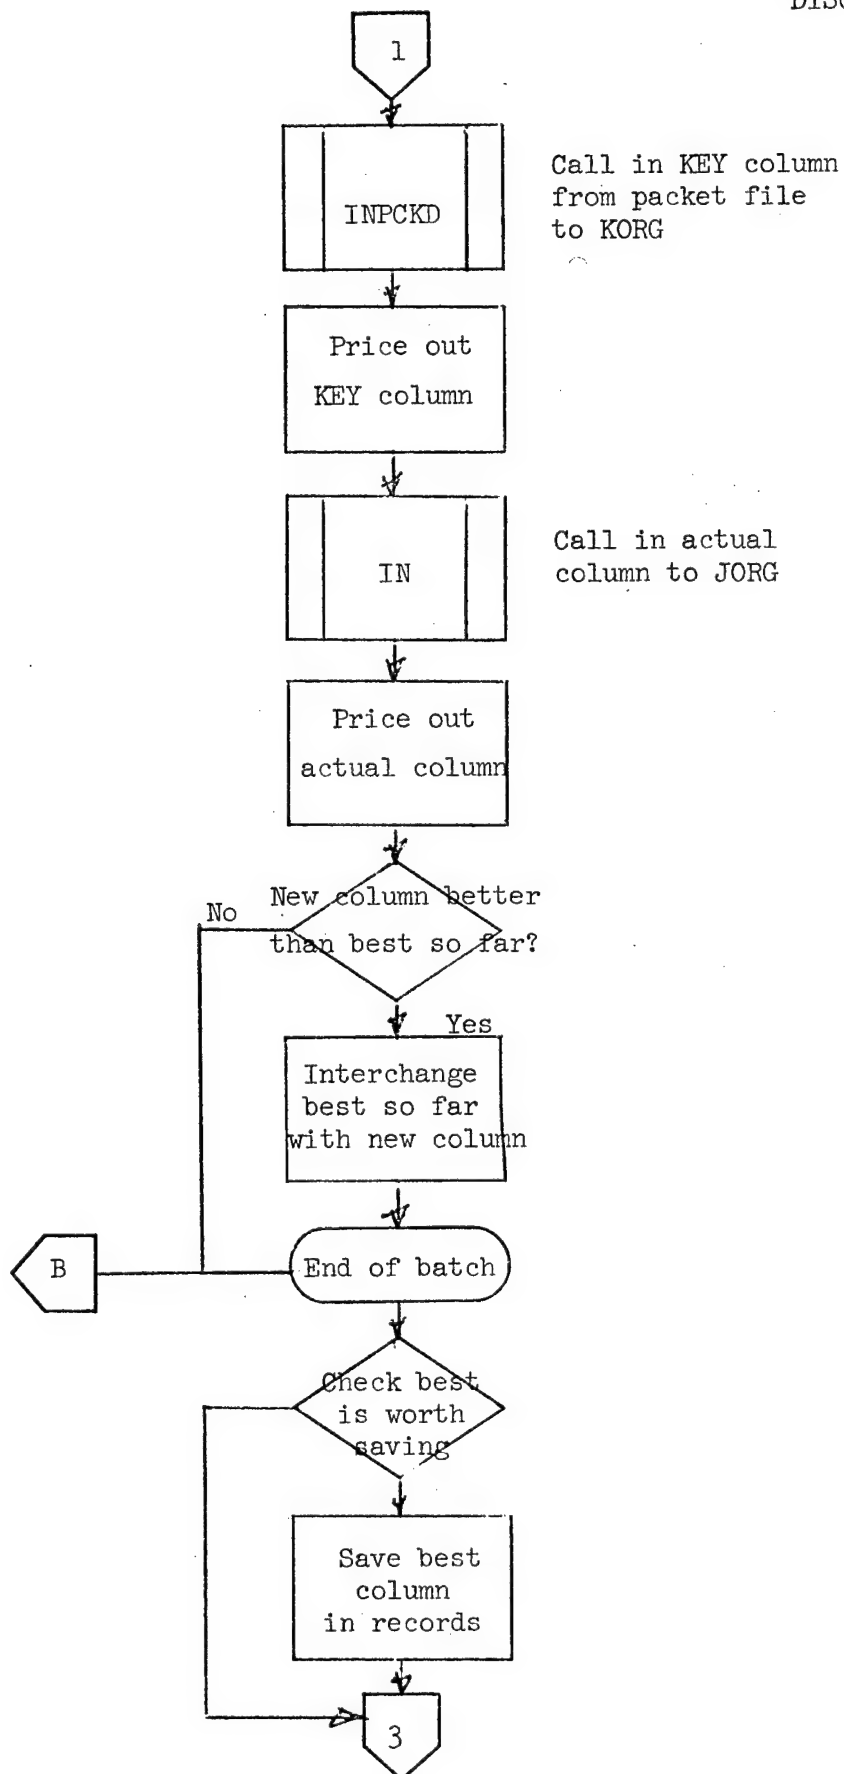 1
INPCKD
Call in KEY column
from packet file
to KORG
Price out
KEY column
IN
Call in actual
column to JORG
Price out
actual column
New column better
than best so far?
No
Yes
Interchange
best so far
with new column
B
End of batch
Check best
is worth
saving
Save best
column
in records
3